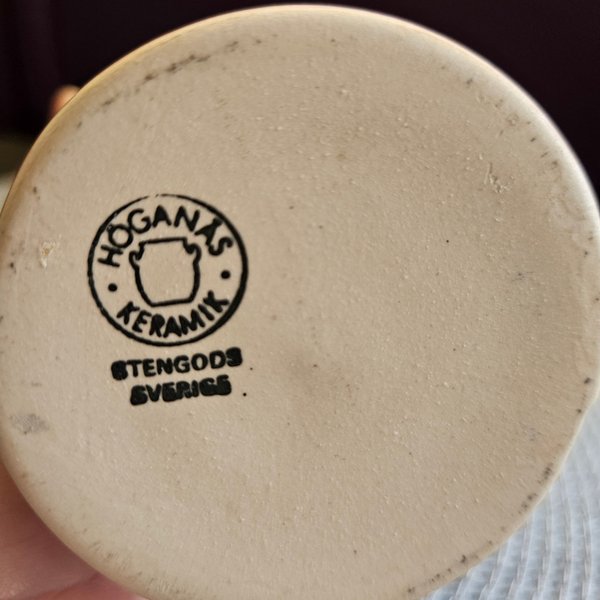 HÖGANÄS
KERAMIK
STENGODS
SVERIGE